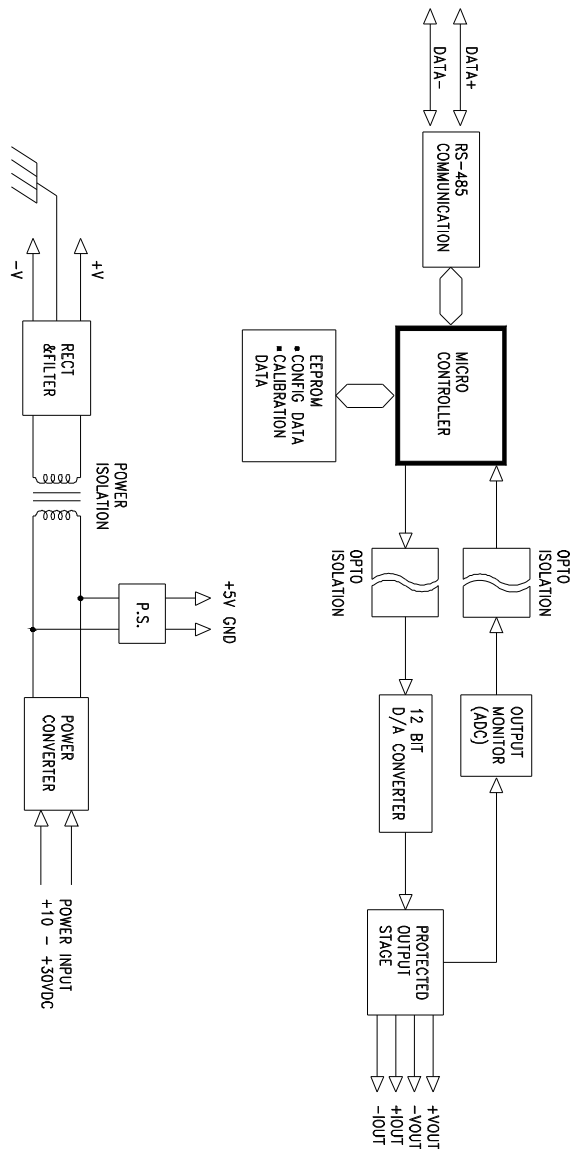 DATA+
DATA-
RS-485
COMMUNICATION
MICRO
CONTROLLER
EEPROM
• CONFIG DATA
▪ CALIBRATION
DATA
OPTO
ISOLATION
OPTO
ISOLATION
OUTPUT
MONITOR
(ADC)
12 BIT
D/A CONVERTER
PROTECTED
OUTPUT
STAGE
+VOUT
-VOUT
+IOUT
-IOUT
+V
-V
RECT
&FILTER
POWER
ISOLATION
+5V
GND
P.S.
POWER
CONVERTER
POWER INPUT
+10 - +30VDC